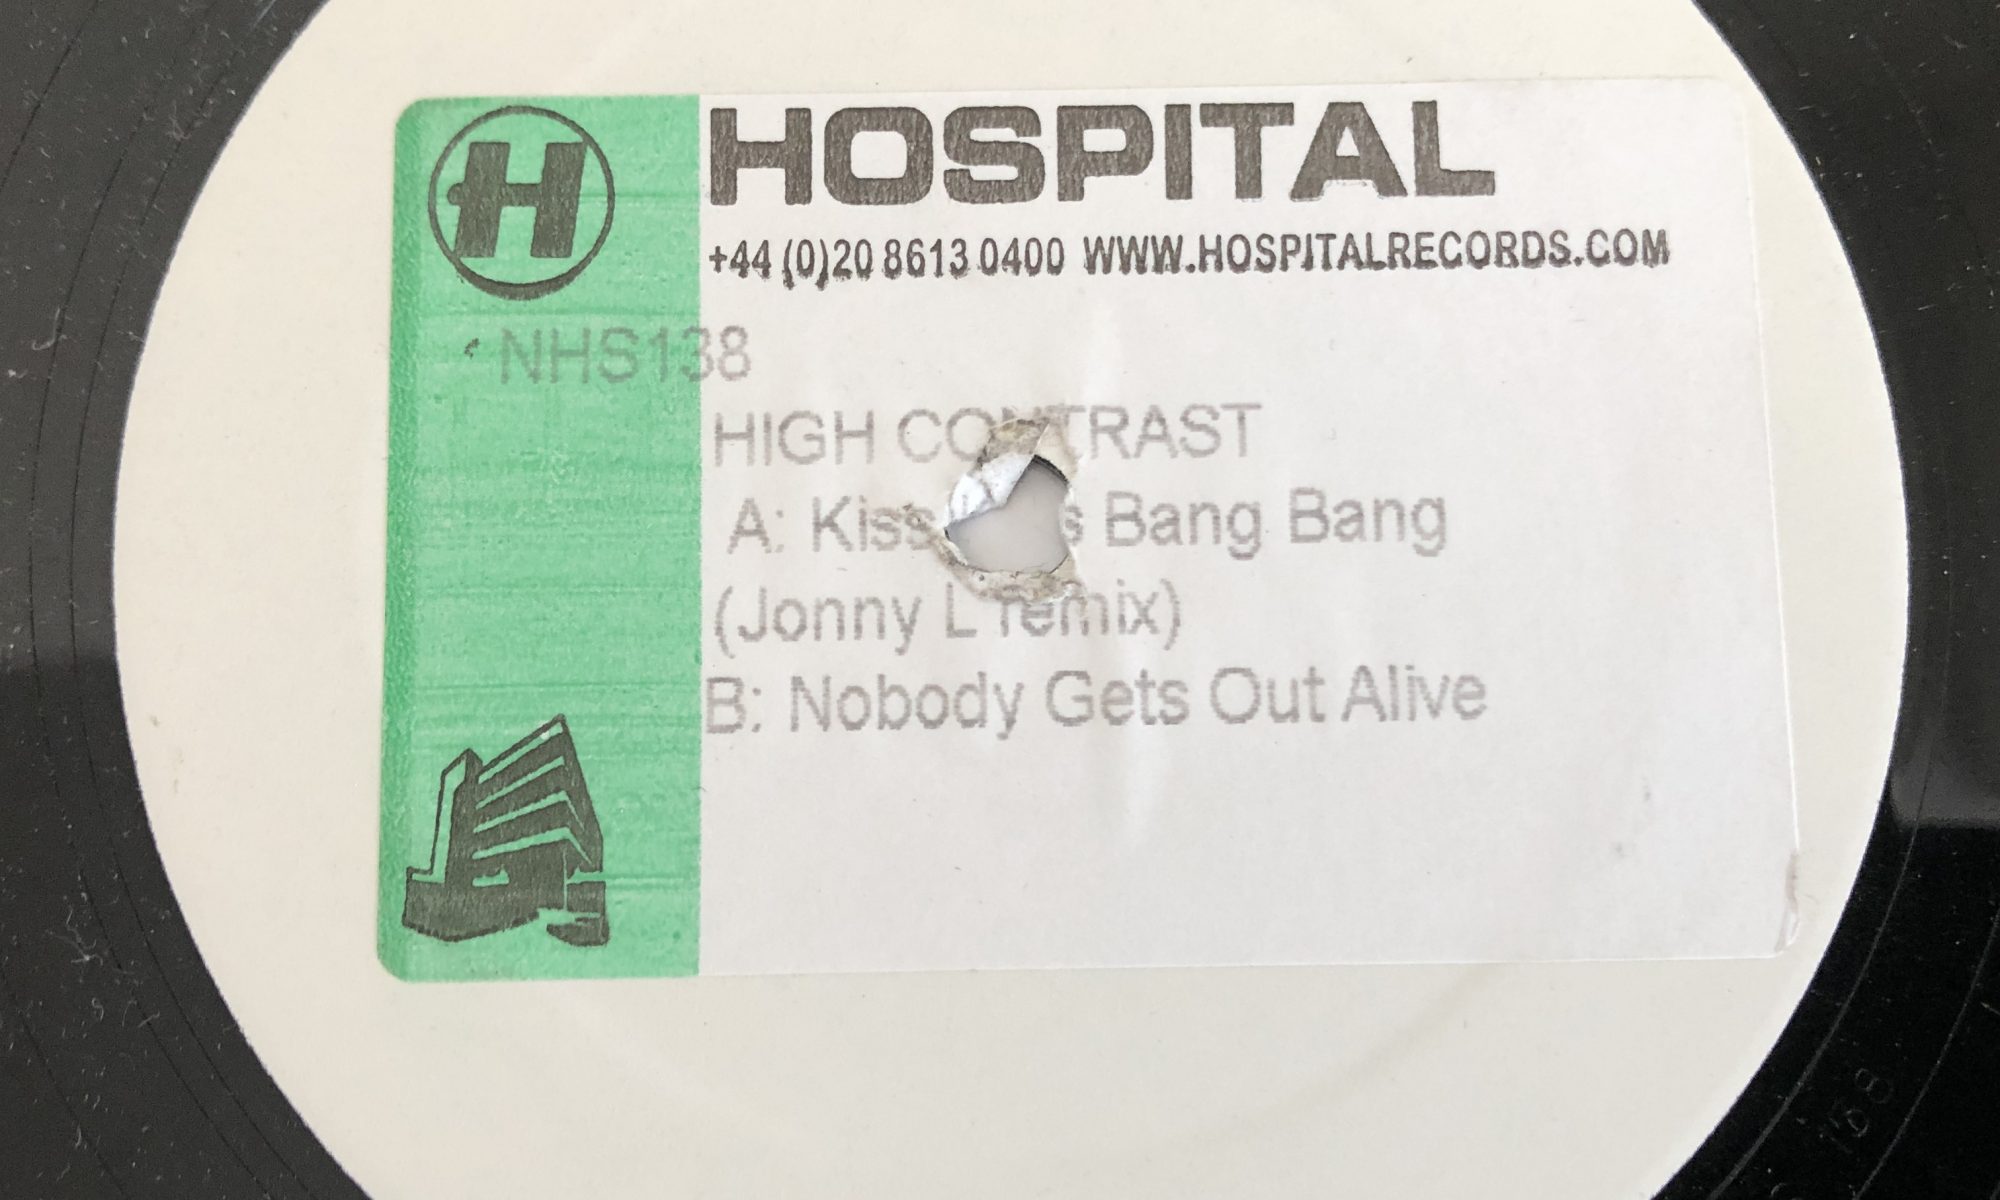 H HOSPITAL
+44 (0)20 8613 0400 WWW.HOSPITALRECORDS.COM
NHS138
HIGH CONTRAST
A: Kiss Bang Bang
(Jonny L remix)
B: Nobody Gets Out Alive